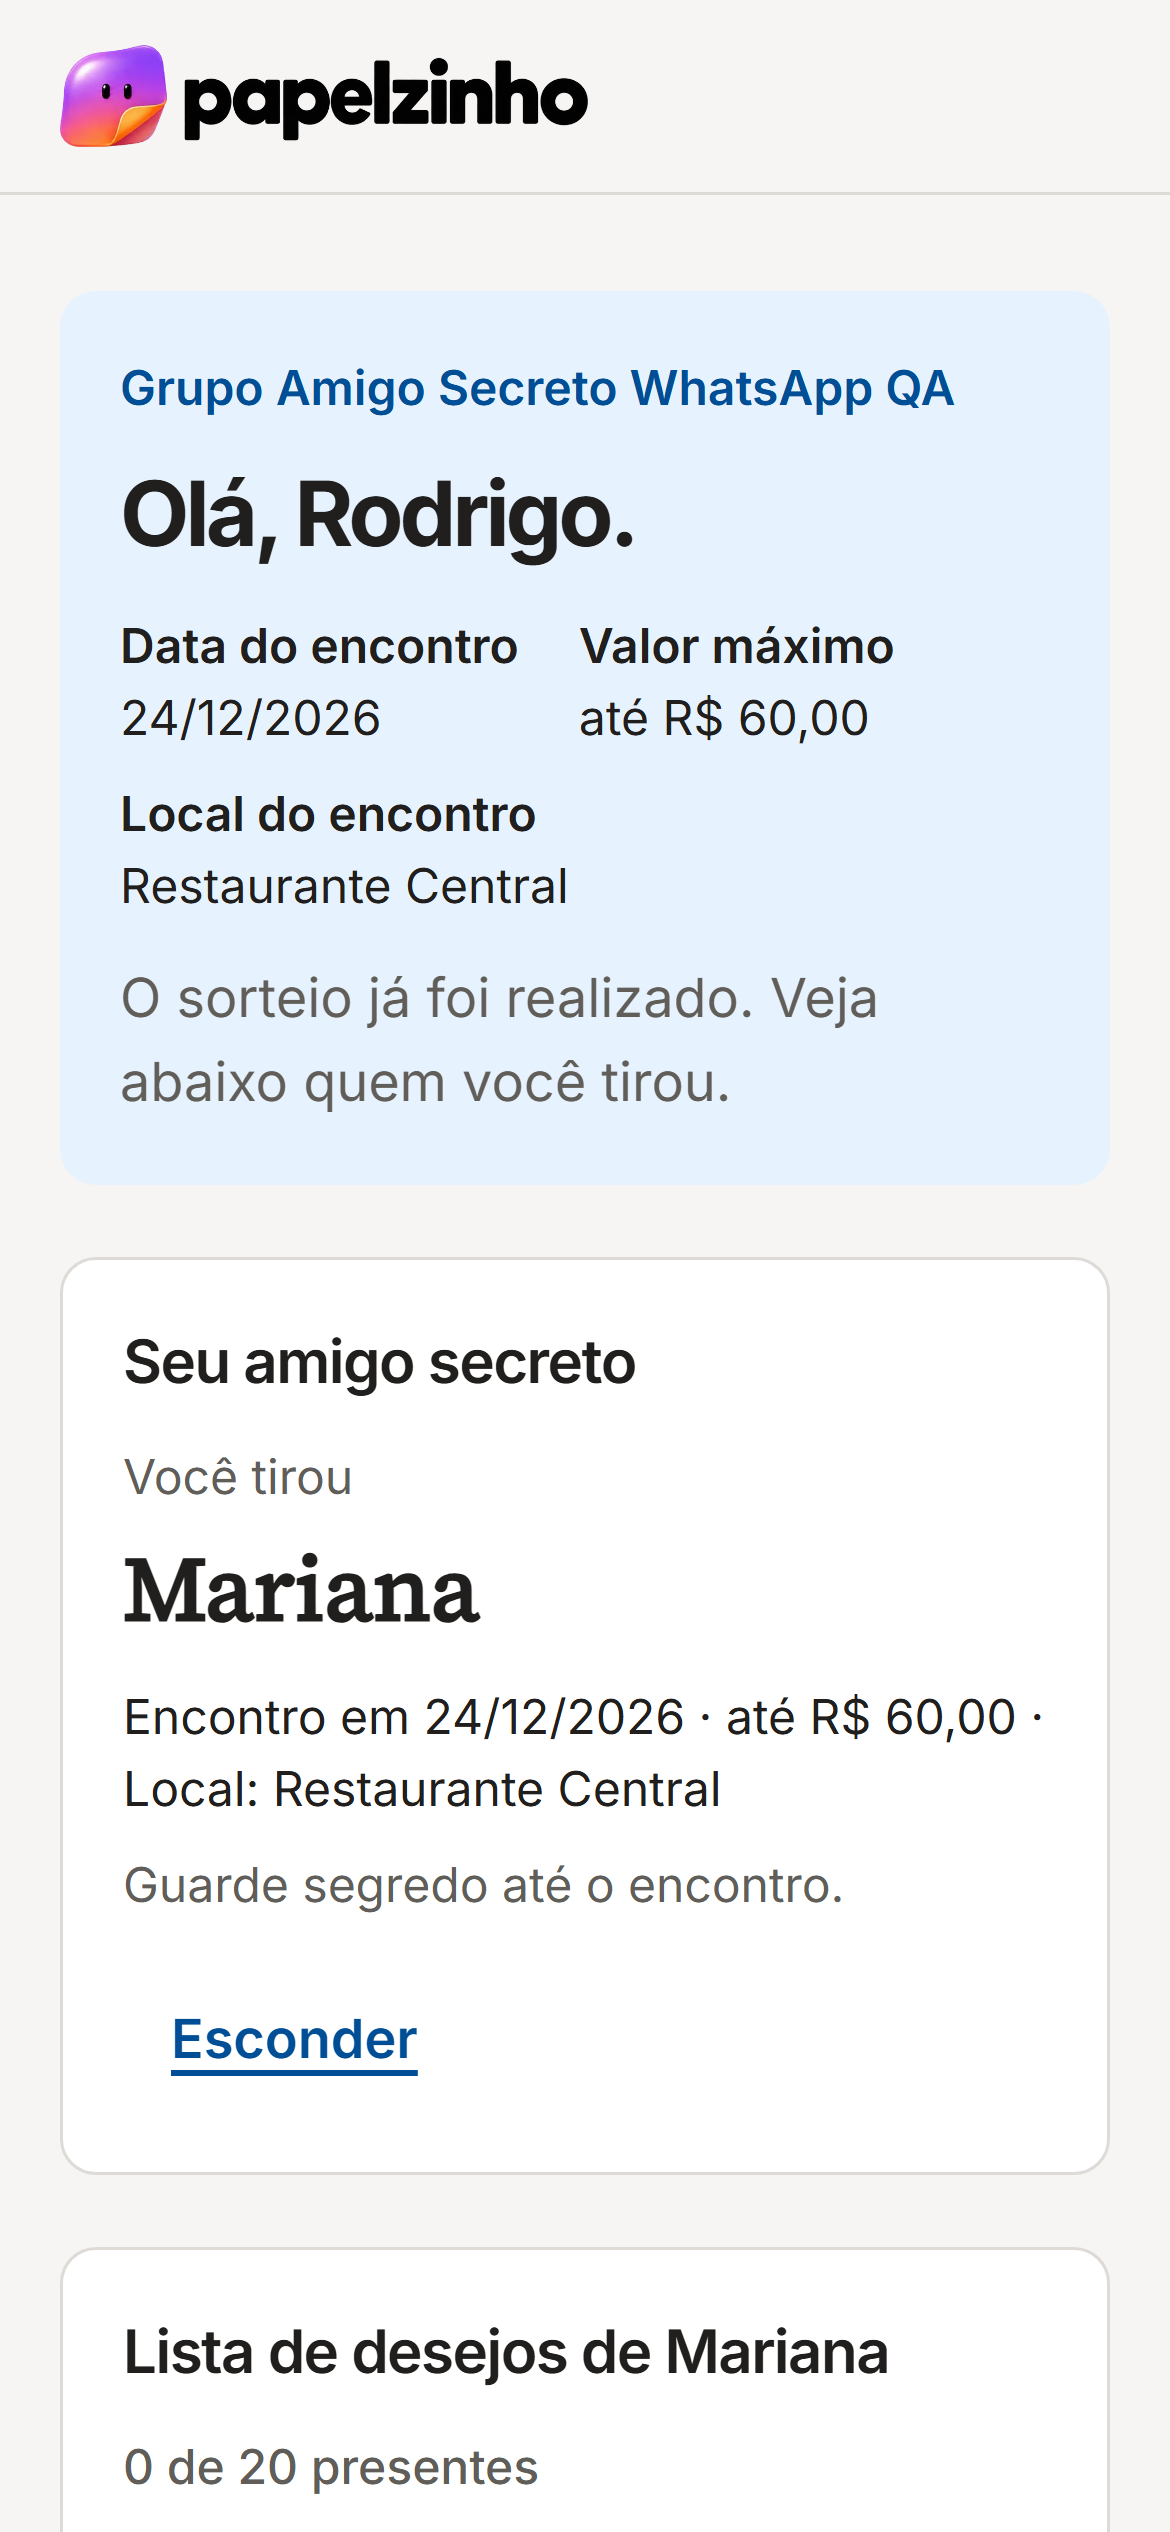 papelzinho
Grupo Amigo Secreto WhatsApp QA
Olá, Rodrigo.
Data do encontro
24/12/2026
Valor máximo
até R$ 60,00
Local do encontro
Restaurante Central
O sorteio já foi realizado. Veja
abaixo quem você tirou.
Seu amigo secreto
Você tirou
Mariana
Encontro em 24/12/2026 · até R$ 60,00 ·
Local: Restaurante Central
Guarde segredo até o encontro.
Esconder
Lista de desejos de Mariana
0 de 20 presentes